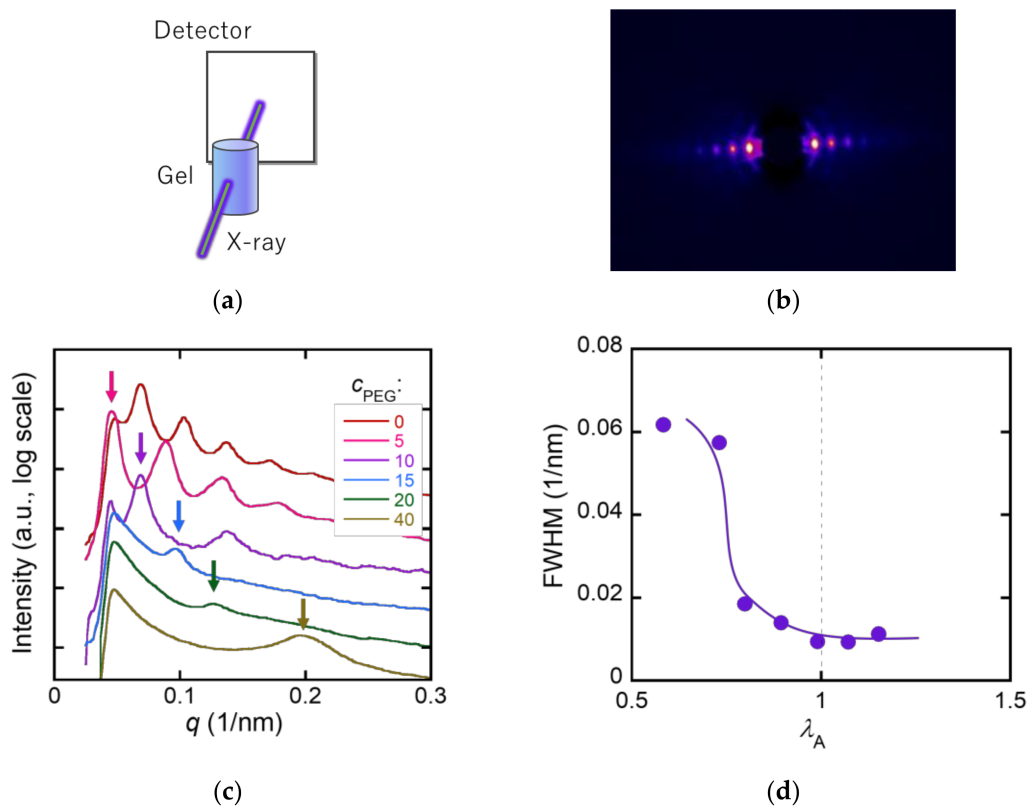 Detector
Gel
X-ray
(a)
(b)
Intensity (a.u., log scale)
c_PEG:
0
5
10
15
20
40
0
0.1
0.2
0.3
q (1/nm)
(c)
FWHM (1/nm)
0.08
0.06
0.04
0.02
0
0.5
1
1.5
λ_A
(d)